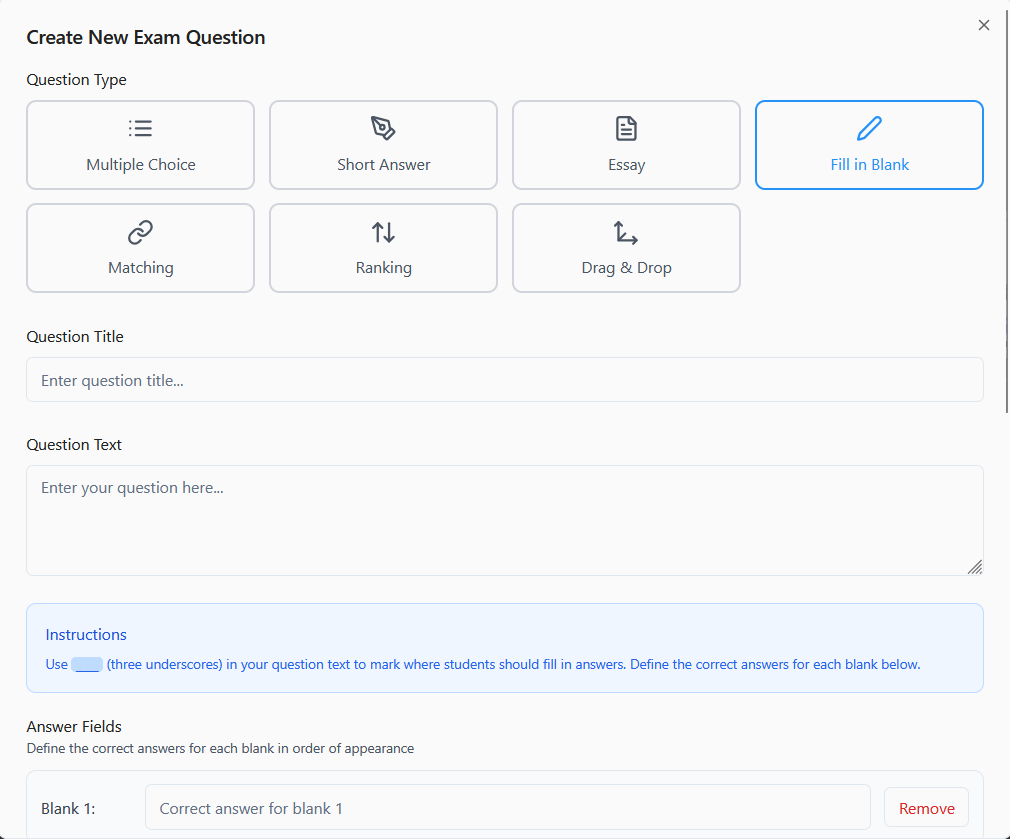 Create New Exam Question
Question Type
Multiple Choice
Short Answer
Essay
Fill in Blank
Matching
Ranking
Drag & Drop
Question Title
Enter question title...
Question Text
Enter your question here...
Instructions
Use ___ (three underscores) in your question text to mark where students should fill in answers. Define the correct answers for each blank below.
Answer Fields
Define the correct answers for each blank in order of appearance
Blank 1:
Correct answer for blank 1
Remove